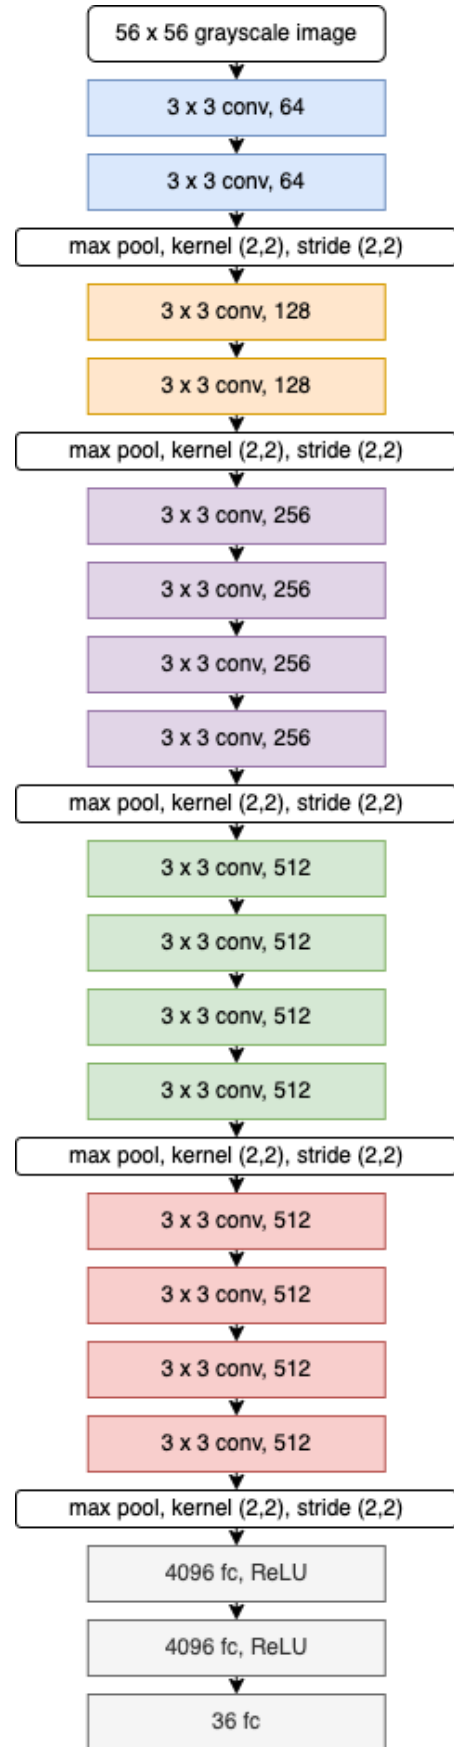 56 x 56 grayscale image
3 x 3 conv, 64
3 x 3 conv, 64
max pool, kernel (2,2), stride (2,2)
3 x 3 conv, 128
3 x 3 conv, 128
max pool, kernel (2,2), stride (2,2)
3 x 3 conv, 256
3 x 3 conv, 256
3 x 3 conv, 256
3 x 3 conv, 256
max pool, kernel (2,2), stride (2,2)
3 x 3 conv, 512
3 x 3 conv, 512
3 x 3 conv, 512
3 x 3 conv, 512
max pool, kernel (2,2), stride (2,2)
3 x 3 conv, 512
3 x 3 conv, 512
3 x 3 conv, 512
3 x 3 conv, 512
max pool, kernel (2,2), stride (2,2)
4096 fc, ReLU
4096 fc, ReLU
36 fc